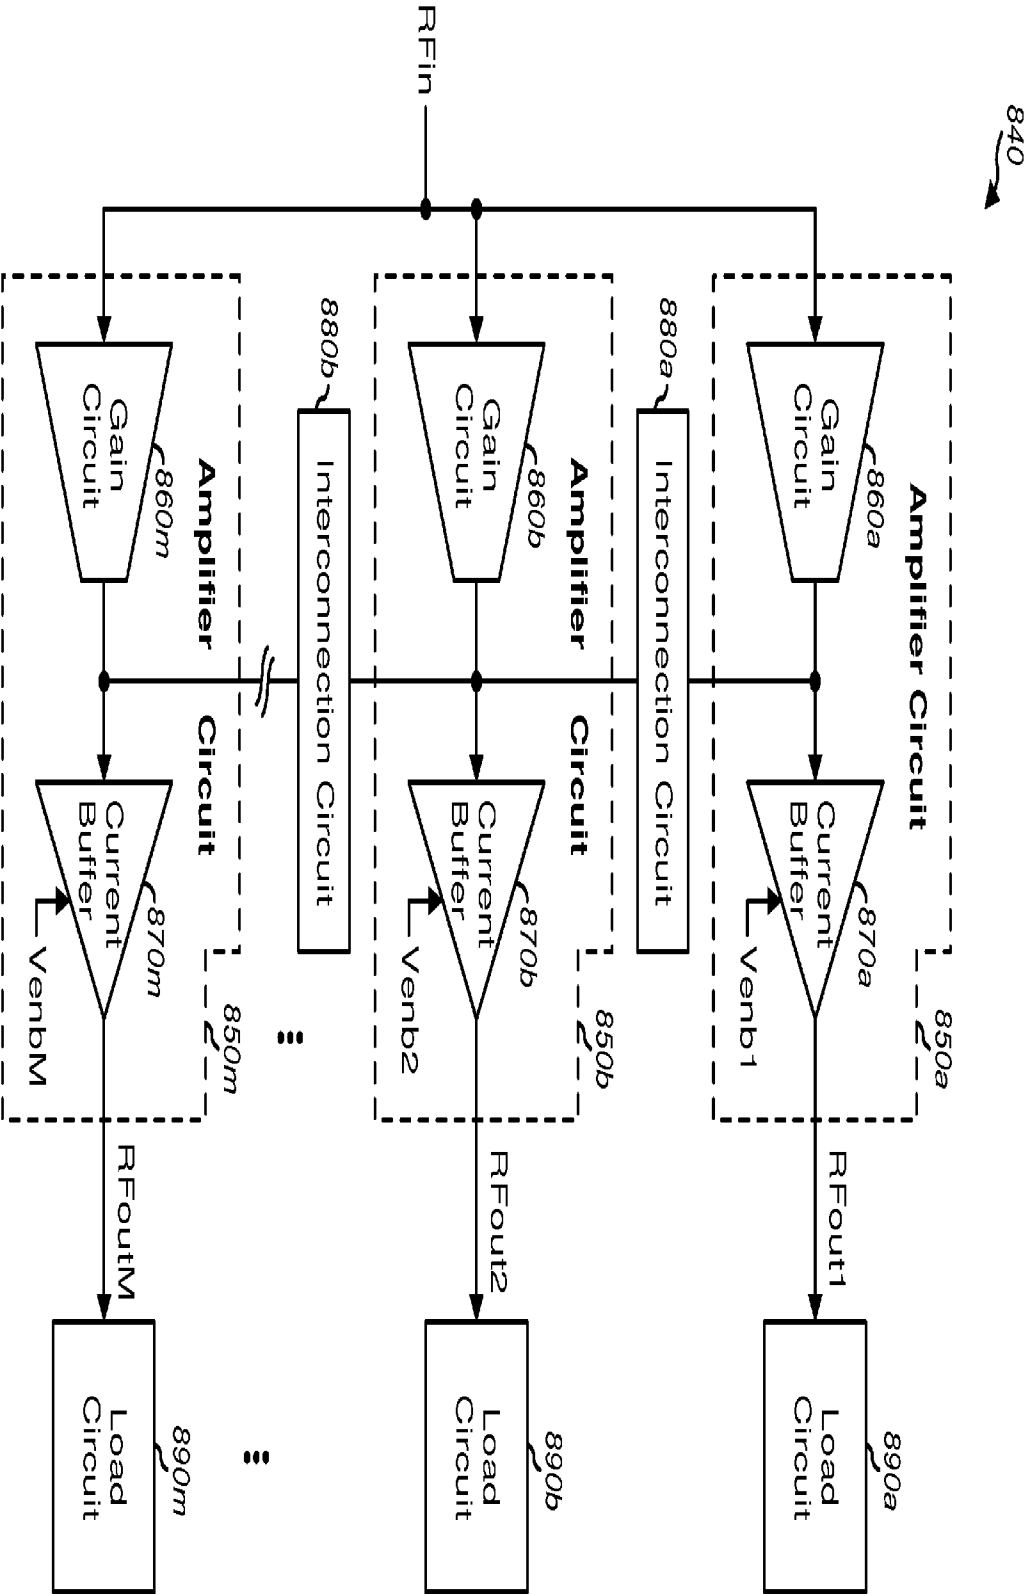 840
RFin
Amplifier Circuit
850a
Gain
Circuit
860a
Current
Buffer
870a
Venb1
RFout1
Load
Circuit
890a
880a
Interconnection Circuit
Amplifier Circuit
850b
Gain
Circuit
860b
Current
Buffer
870b
Venb2
RFout2
Load
Circuit
890b
880b
Interconnection Circuit
...
...
Amplifier Circuit
850m
Gain
Circuit
860m
Current
Buffer
870m
VenbM
RFoutM
Load
Circuit
890m